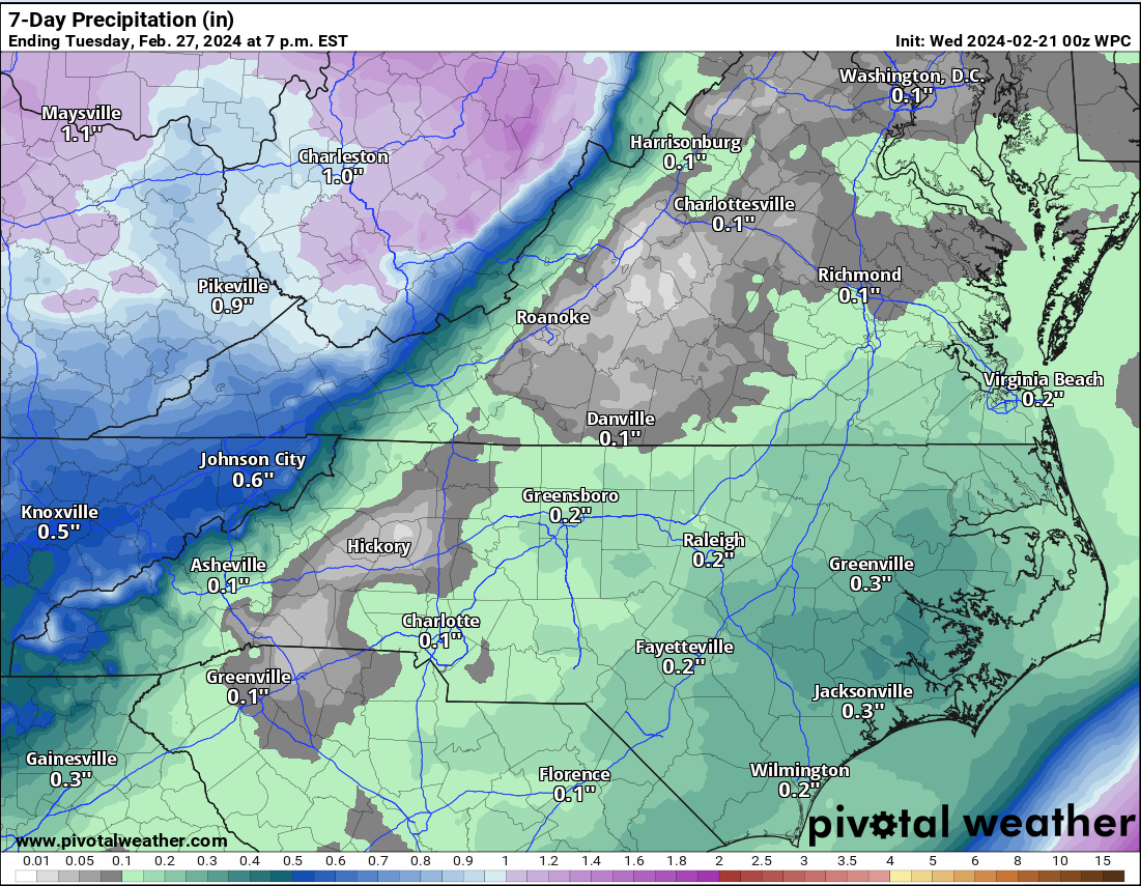 7-Day Precipitation (in)
Ending Tuesday, Feb. 27, 2024 at 7 p.m. EST
Init: Wed 2024-02-21 00z WPC
Washington, D.C.
0.1"
Maysville
1.1"
Harrisonburg
0.1"
Charleston
1.0"
Charlottesville
0.1"
Pikeville
0.9"
Richmond
0.1"
Roanoke
Virginia Beach
0.2"
Danville
0.1"
Johnson City
0.6"
Knoxville
0.5"
Greensboro
0.2"
Hickory
Raleigh
0.2"
Asheville
0.1"
Greenville
0.3"
Charlotte
0.1"
Fayetteville
0.2"
Greenville
0.1"
Jacksonville
0.3"
Gainesville
0.3"
Florence
0.1"
Wilmington
0.2"
pivotal weather
www.pivotalweather.com
0.01 0.05 0.1 0.2 0.3 0.4 0.5 0.6 0.7 0.8 0.9 1 1.2 1.4 1.6 1.8 2 2.5 3 3.5 4 5 6 8 10 15